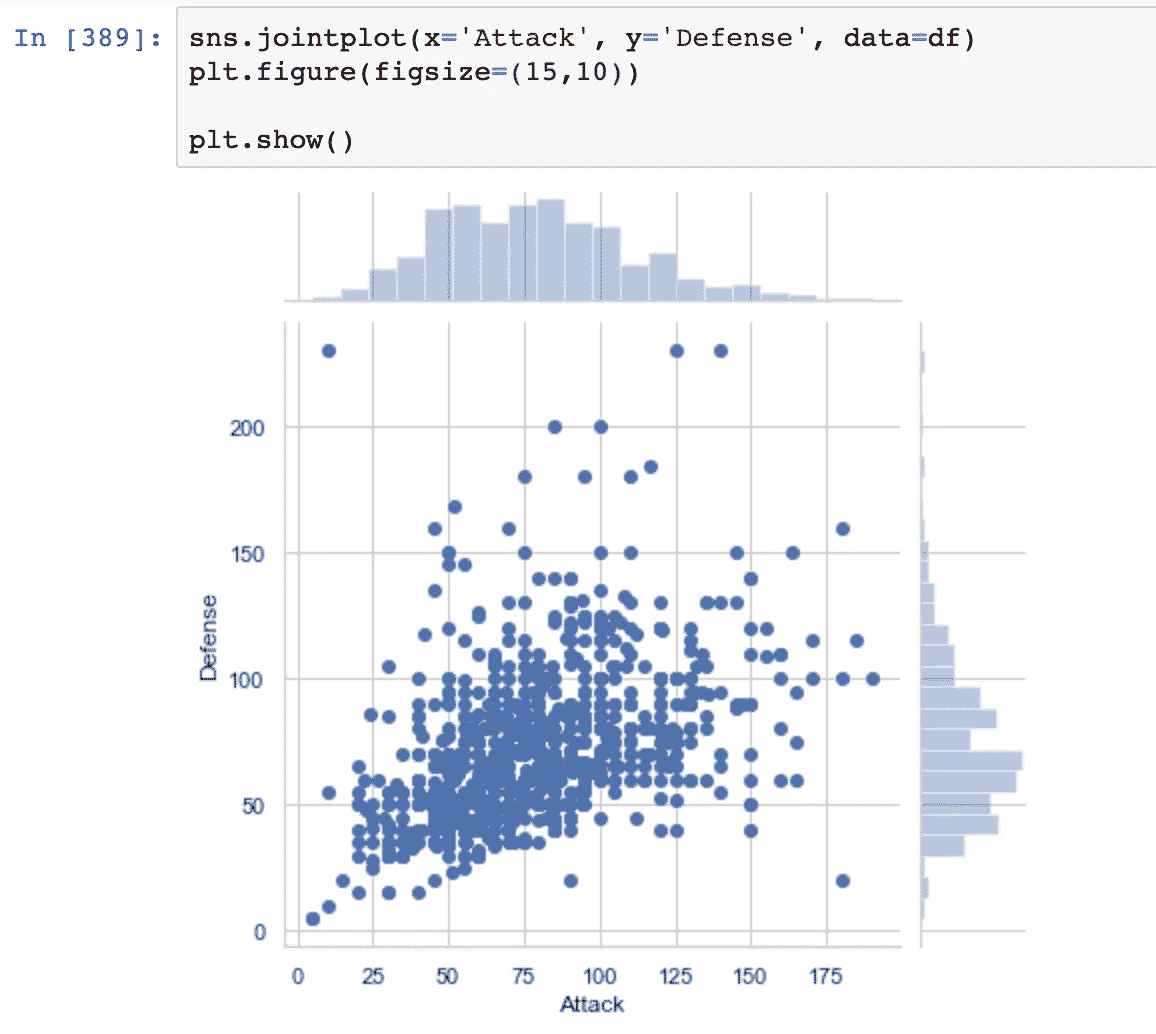 In [389]: sns.jointplot(x='Attack', y='Defense', data=df)
plt.figure(figsize=(15,10))
plt.show()
200
150
100
50
0
Defense
0 25 50 75 100 125 150 175
Attack